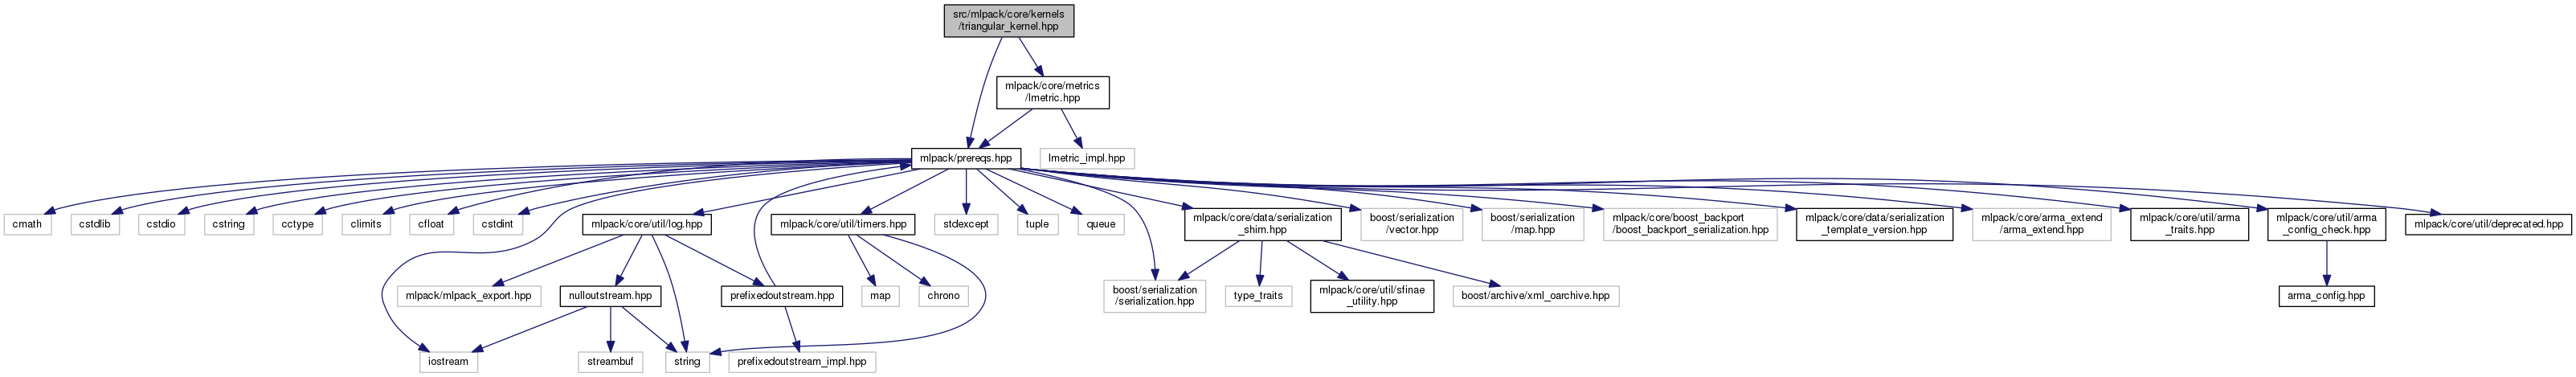 src/mlpack/core/kernels
/triangular_kernel.hpp
mlpack/core/metrics
/lmetric.hpp
mlpack/prereqs.hpp
lmetric_impl.hpp
cmath
cstdlib
cstdio
cstring
cctype
climits
cfloat
cstdint
mlpack/core/util/log.hpp
mlpack/core/util/timers.hpp
stdexcept
tuple
queue
mlpack/core/data/serialization
_shim.hpp
boost/serialization
/vector.hpp
boost/serialization
/map.hpp
mlpack/core/boost_backport
/boost_backport_serialization.hpp
mlpack/core/data/serialization
_template_version.hpp
mlpack/core/arma_extend
/arma_extend.hpp
mlpack/core/util/arma
_traits.hpp
mlpack/core/util/arma
_config_check.hpp
mlpack/core/util/deprecated.hpp
mlpack/mlpack_export.hpp
nulloutstream.hpp
prefixedoutstream.hpp
map
chrono
boost/serialization
/serialization.hpp
type_traits
mlpack/core/util/sfinae
_utility.hpp
boost/archive/xml_oarchive.hpp
arma_config.hpp
iostream
streambuf
string
prefixedoutstream_impl.hpp